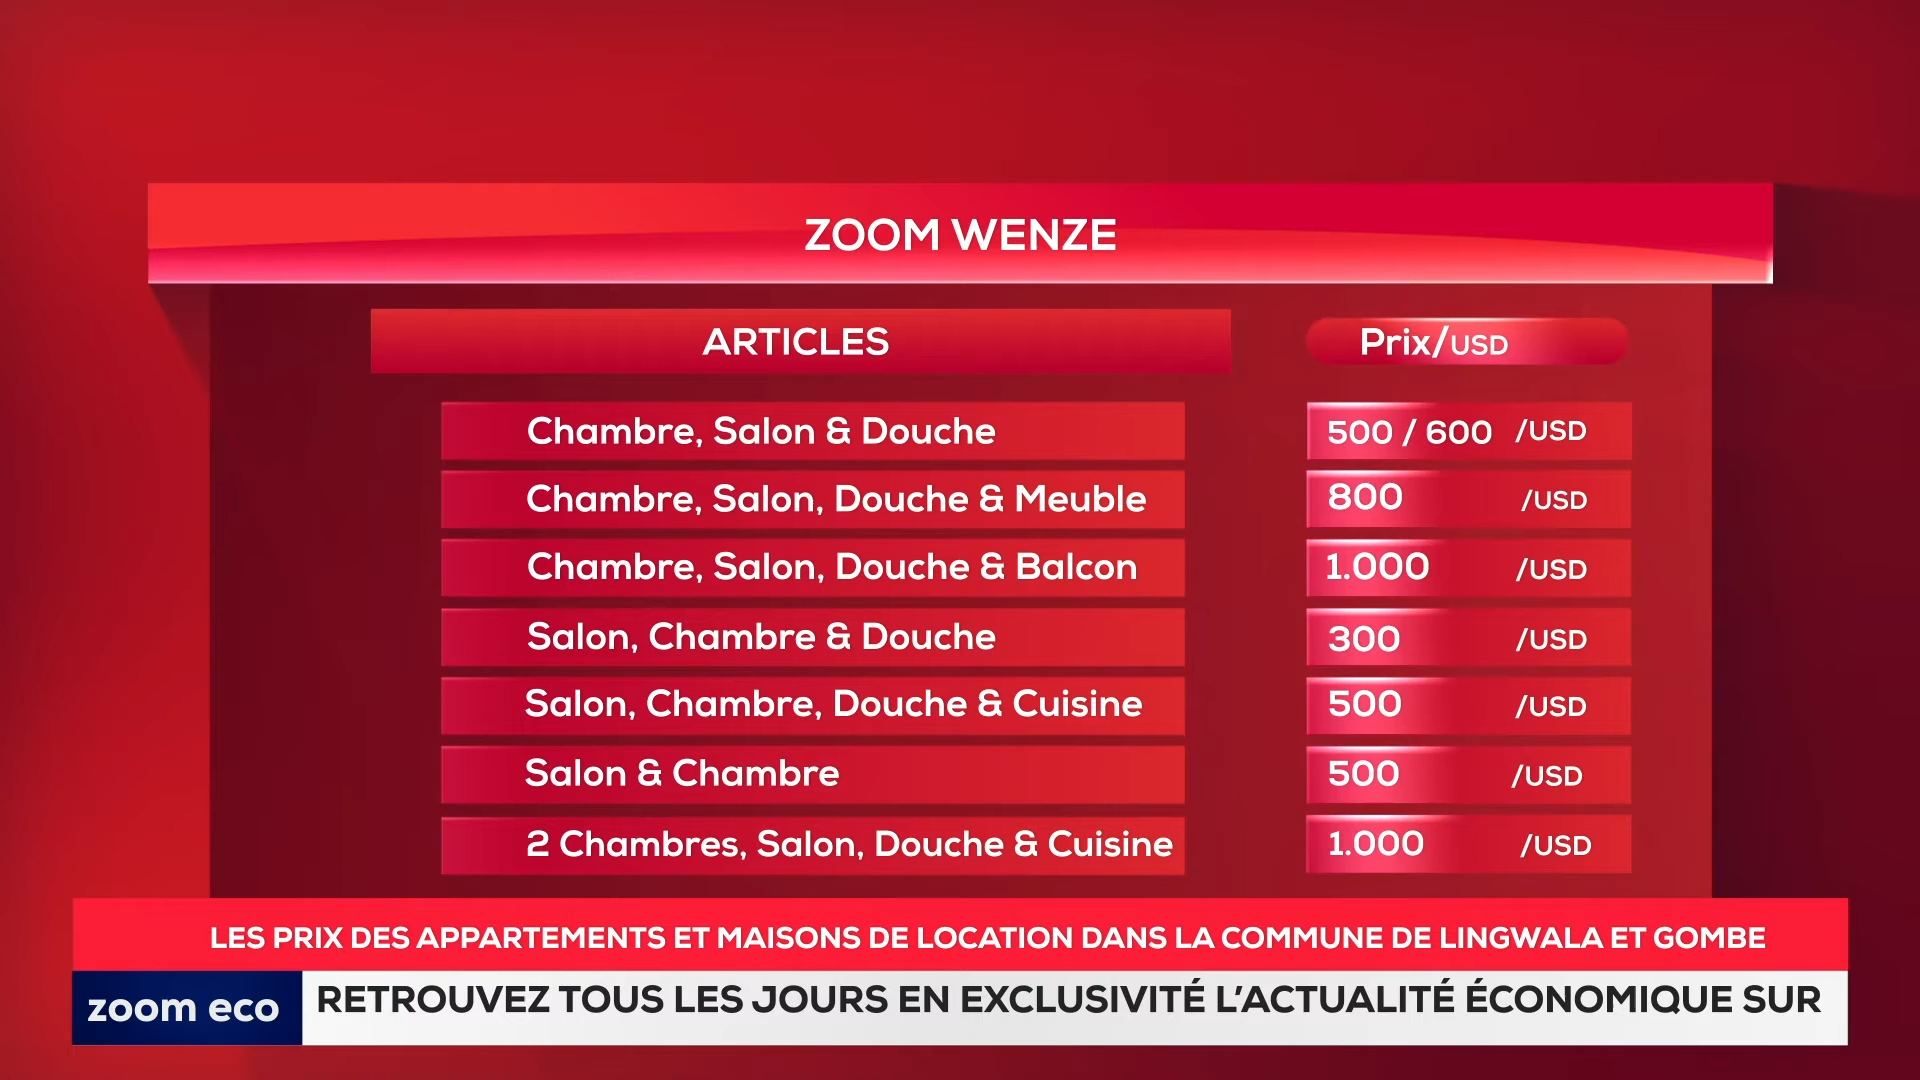 ZOOM WENZE
ARTICLES Prix/USD
Chambre, Salon & Douche 500 / 600 /USD
Chambre, Salon, Douche & Meuble 800 /USD
Chambre, Salon, Douche & Balcon 1.000 /USD
Salon, Chambre & Douche 300 /USD
Salon, Chambre, Douche & Cuisine 500 /USD
Salon & Chambre 500 /USD
2 Chambres, Salon, Douche & Cuisine 1.000 /USD
LES PRIX DES APPARTEMENTS ET MAISONS DE LOCATION DANS LA COMMUNE DE LINGWALA ET GOMBE
zoom eco RETROUVEZ TOUS LES JOURS EN EXCLUSIVITÉ L'ACTUALITÉ ÉCONOMIQUE SUR